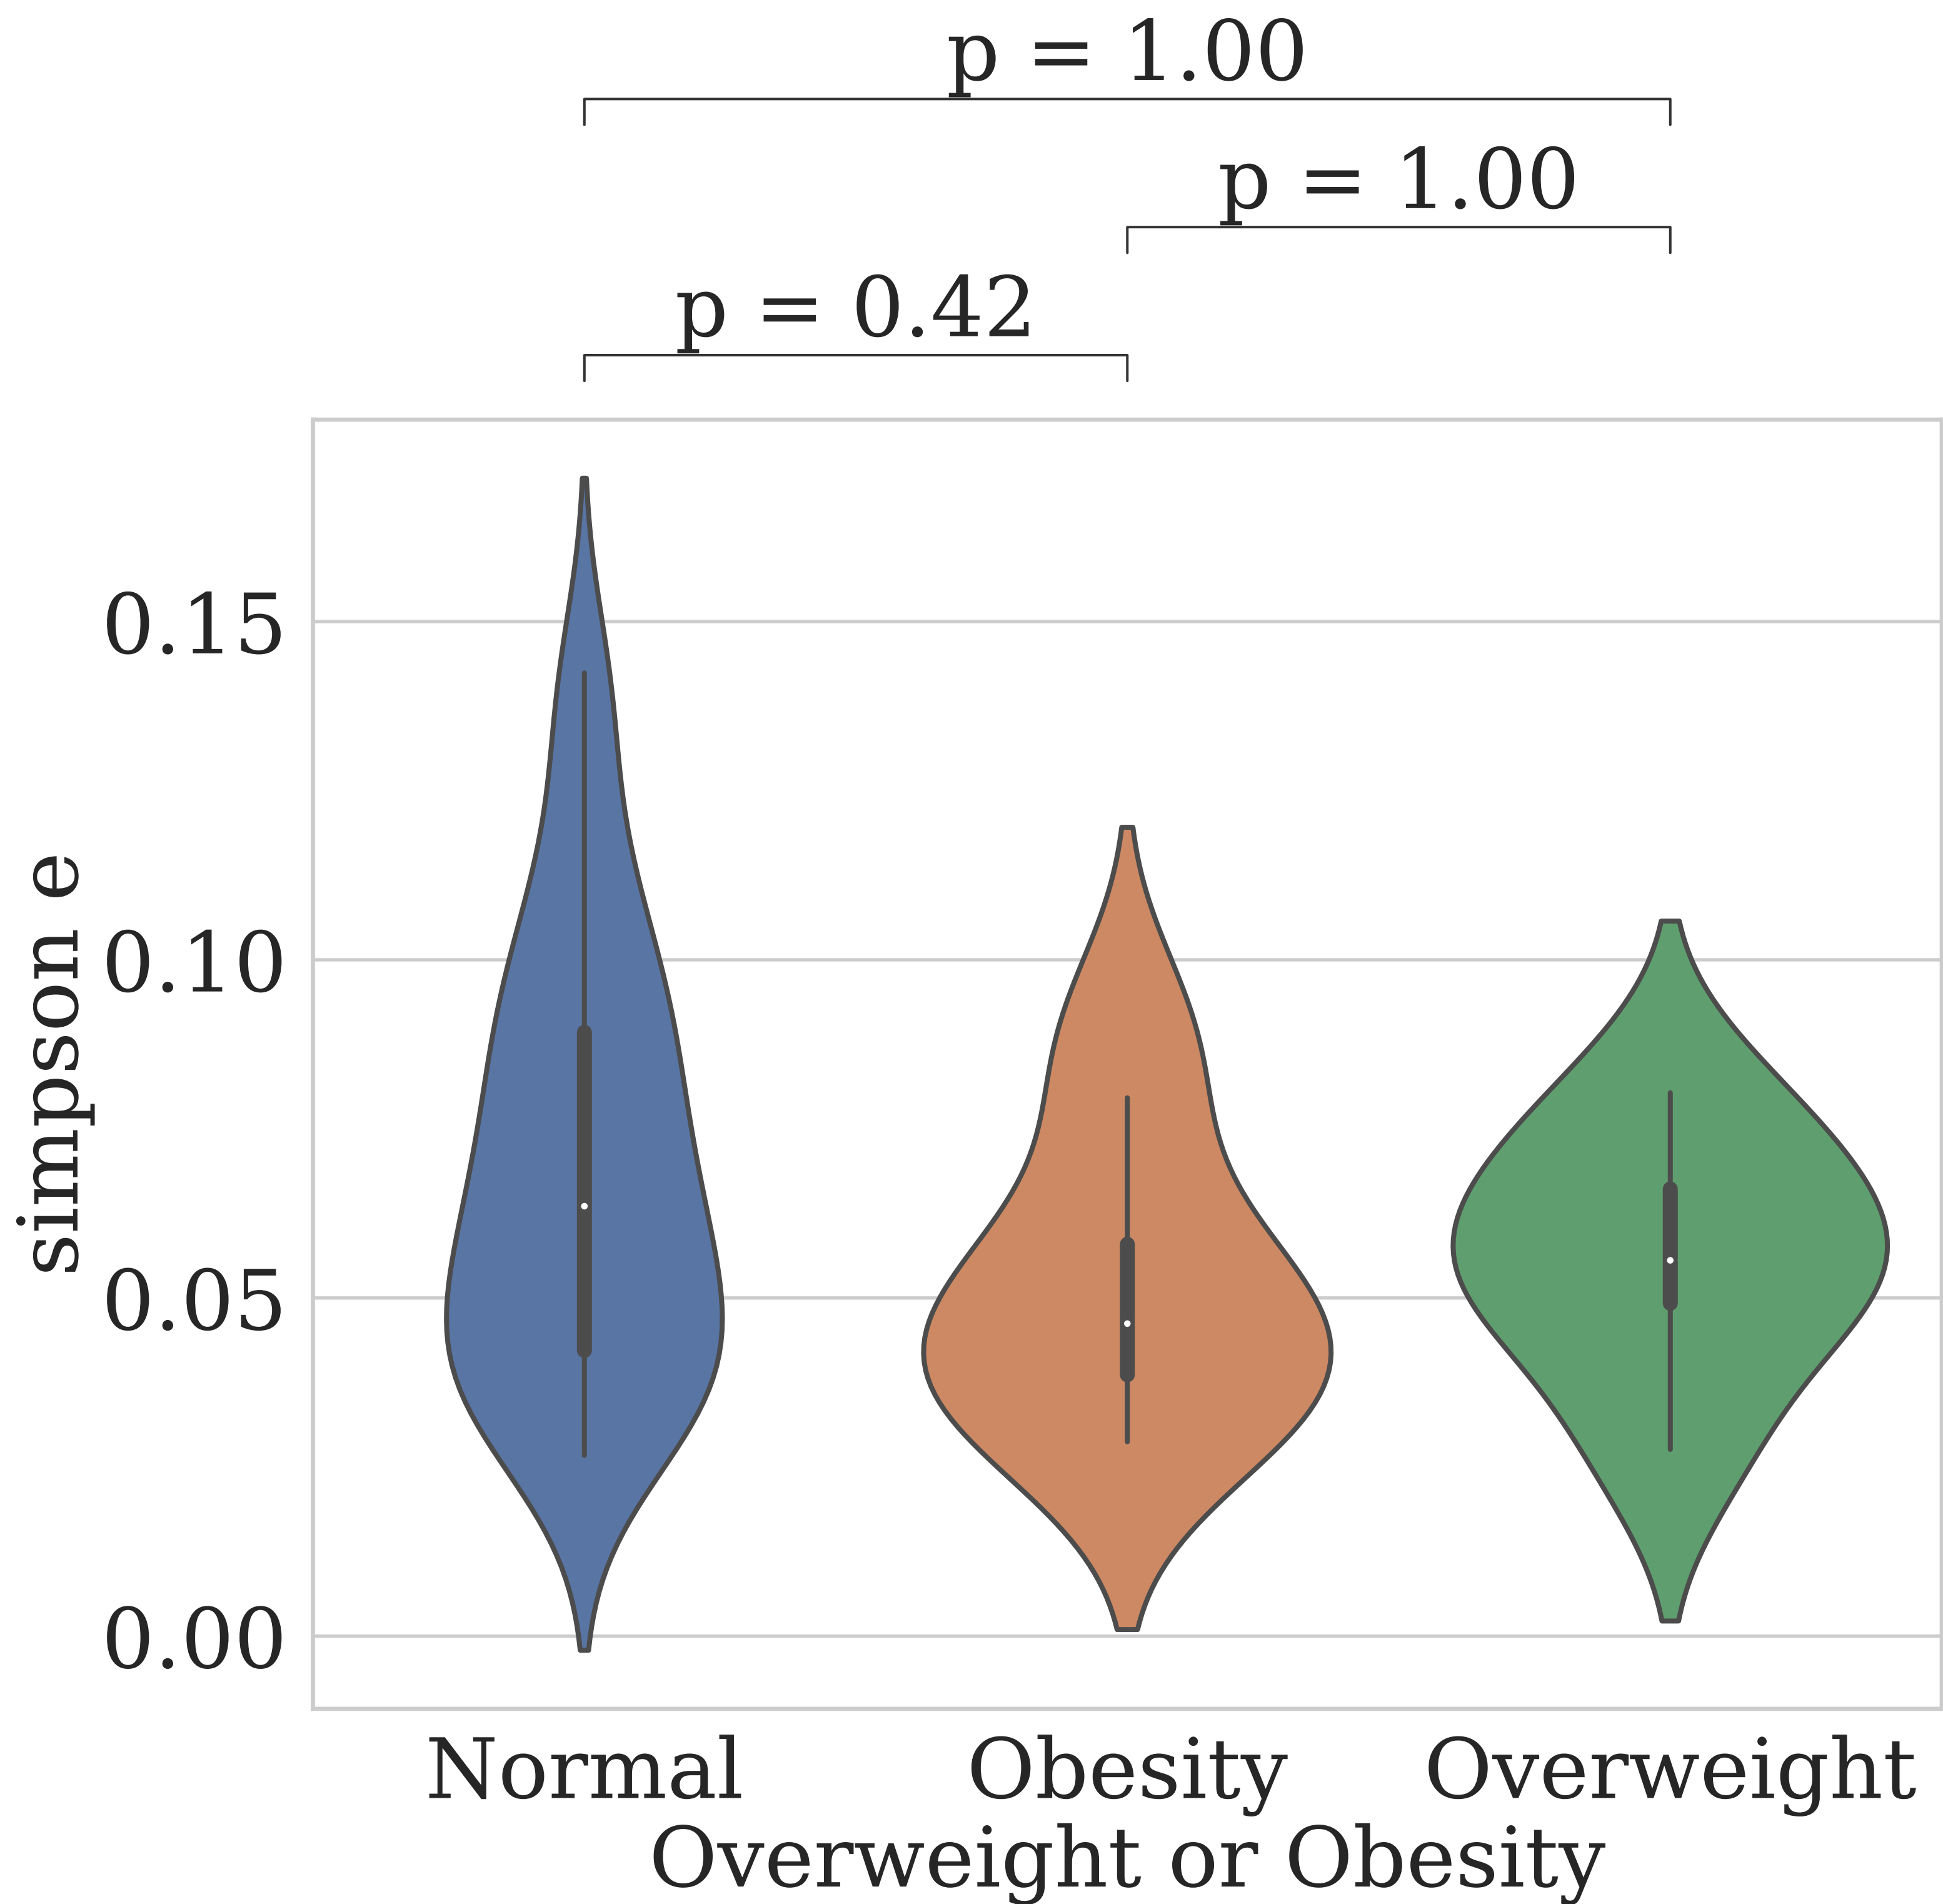 p = 1.00
p = 1.00
p = 0.42
simpson e
0.15
0.10
0.05
0.00
Normal Obesity Overweight
Overweight or Obesity